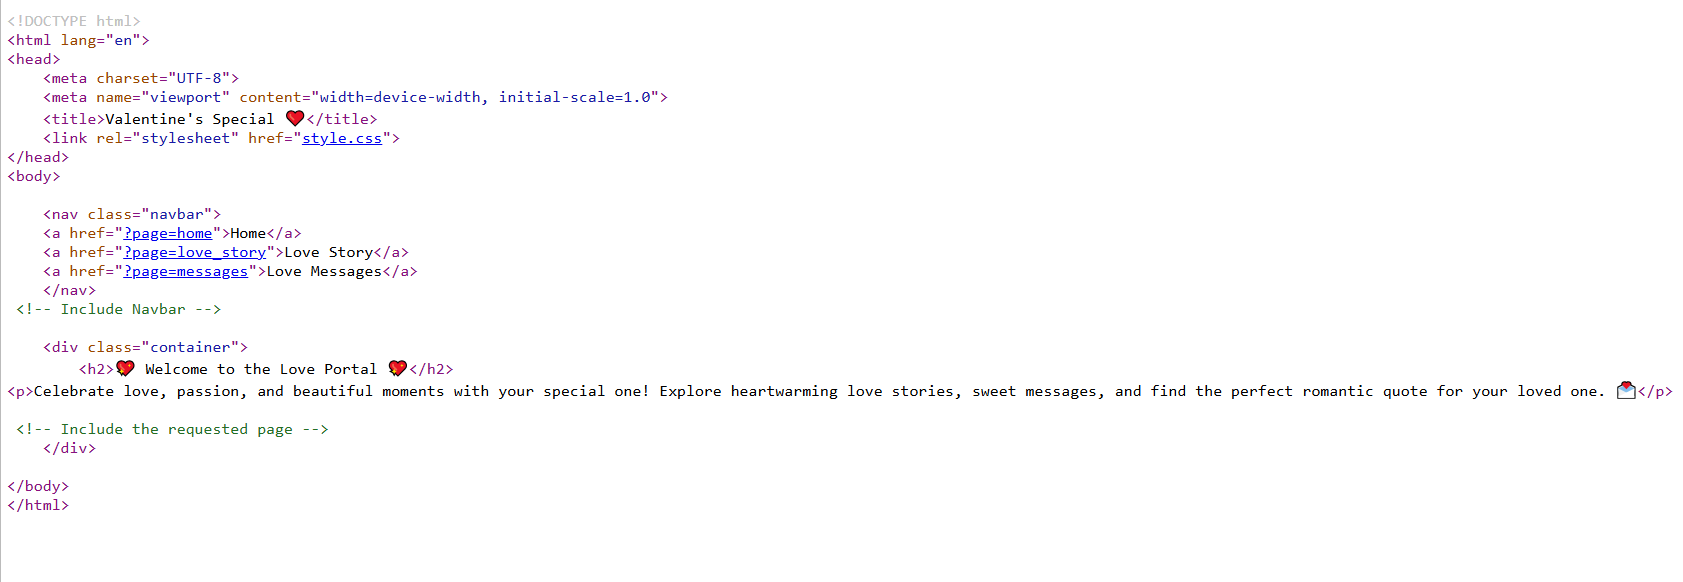 <!DOCTYPE html>
<html lang="en">
<head>
    <meta charset="UTF-8">
    <meta name="viewport" content="width=device-width, initial-scale=1.0">
    <title>Valentine's Special ❤️</title>
    <link rel="stylesheet" href="style.css">
</head>
<body>

    <nav class="navbar">
    <a href="?page=home">Home</a>
    <a href="?page=love_story">Love Story</a>
    <a href="?page=messages">Love Messages</a>
    </nav>
 <!-- Include Navbar -->

    <div class="container">
        <h2>💖 Welcome to the Love Portal 💖</h2>
<p>Celebrate love, passion, and beautiful moments with your special one! Explore heartwarming love stories, sweet messages, and find the perfect romantic quote for your loved one. 💌</p>

 <!-- Include the requested page -->
    </div>

</body>
</html>